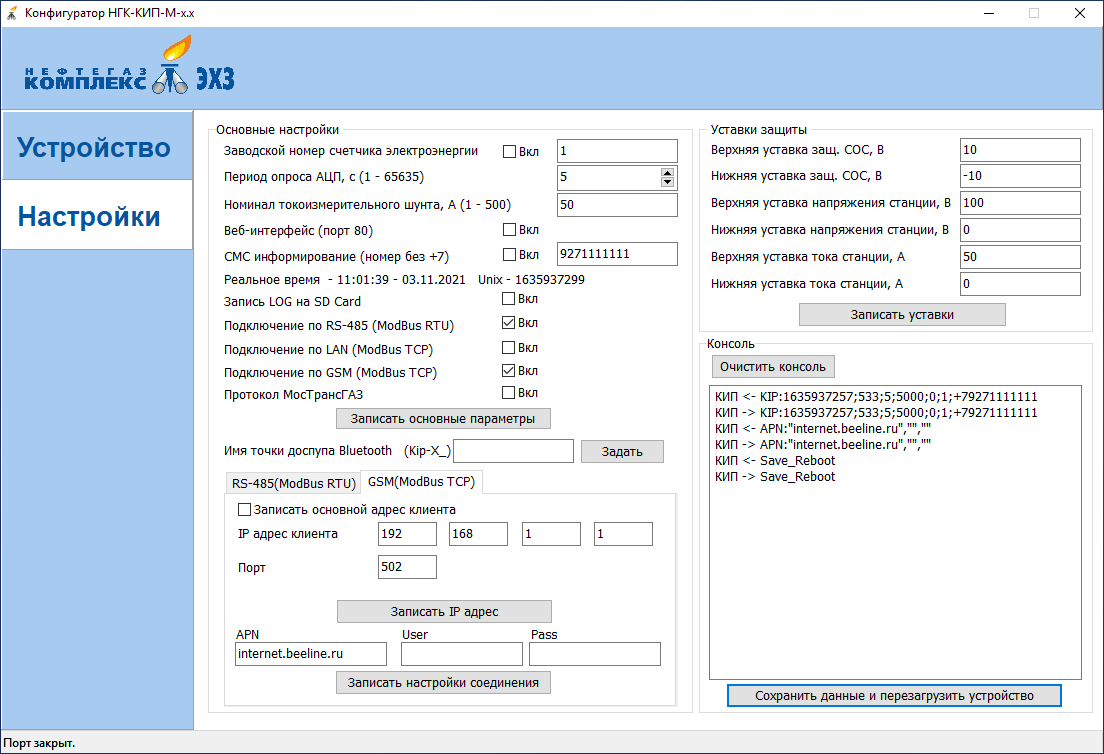 Конфигуратор НГК-КИП-М-х.х
НЕФТЕГАЗ
КОМПЛЕКС ЭХЗ
Устройство
Настройки
Основные настройки
Заводской номер счетчика электроэнергии Вкл 1
Период опроса АЦП, с (1 - 65635) 5
Номинал токоизмерительного шунта, А (1 - 500) 50
Веб-интерфейс (порт 80) Вкл
СМС информирование (номер без +7) Вкл 9271111111
Реальное время - 11:01:39 - 03.11.2021 Unix - 1635937299
Запись LOG на SD Card Вкл
Подключение по RS-485 (ModBus RTU) Вкл
Подключение по LAN (ModBus TCP) Вкл
Подключение по GSM (ModBus TCP) Вкл
Протокол МосТрансГАЗ Вкл
Записать основные параметры
Имя точки доспупа Bluetooth (Kip-X_) Задать
RS-485(ModBus RTU) GSM(ModBus TCP)
Записать основной адрес клиента
IP адрес клиента 192 168 1 1
Порт 502
Записать IP адрес
APN User Pass
internet.beeline.ru
Записать настройки соединения
Уставки защиты
Верхняя уставка защ. СОС, В 10
Нижняя уставка защ. СОС, В -10
Верхняя уставка напряжения станции, В 100
Нижняя уставка напряжения станции, В 0
Верхняя уставка тока станции, А 50
Нижняя уставка тока станции, А 0
Записать уставки
Консоль
Очистить консоль
КИП <- KIP:1635937257;533;5;5000;0;1;+79271111111
КИП -> KIP:1635937257;533;5;5000;0;1;+79271111111
КИП <- APN:"internet.beeline.ru","",""
КИП -> APN:"internet.beeline.ru","",""
КИП <- Save_Reboot
КИП -> Save_Reboot
Сохранить данные и перезагрузить устройство
Порт закрыт.